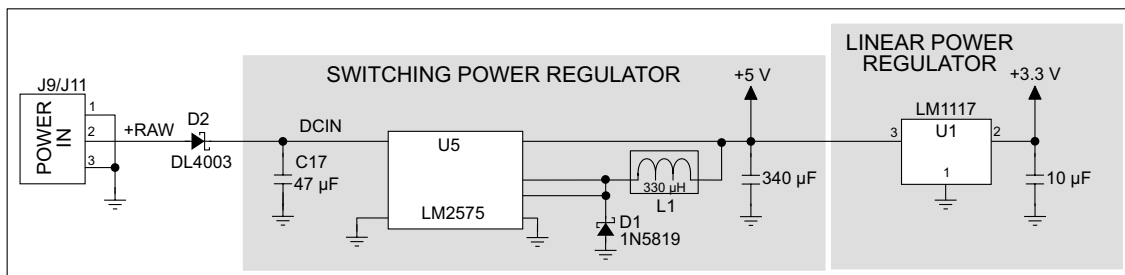 J9/J11
POWER
IN
1
2
3
+RAW
D2
DL4003
SWITCHING POWER REGULATOR
DCIN
C17
47 µF
U5
LM2575
330 µH
L1
D1
1N5819
+5 V
340 µF
LINEAR POWER
REGULATOR
+3.3 V
LM1117
3
U1
2
1
10 µF